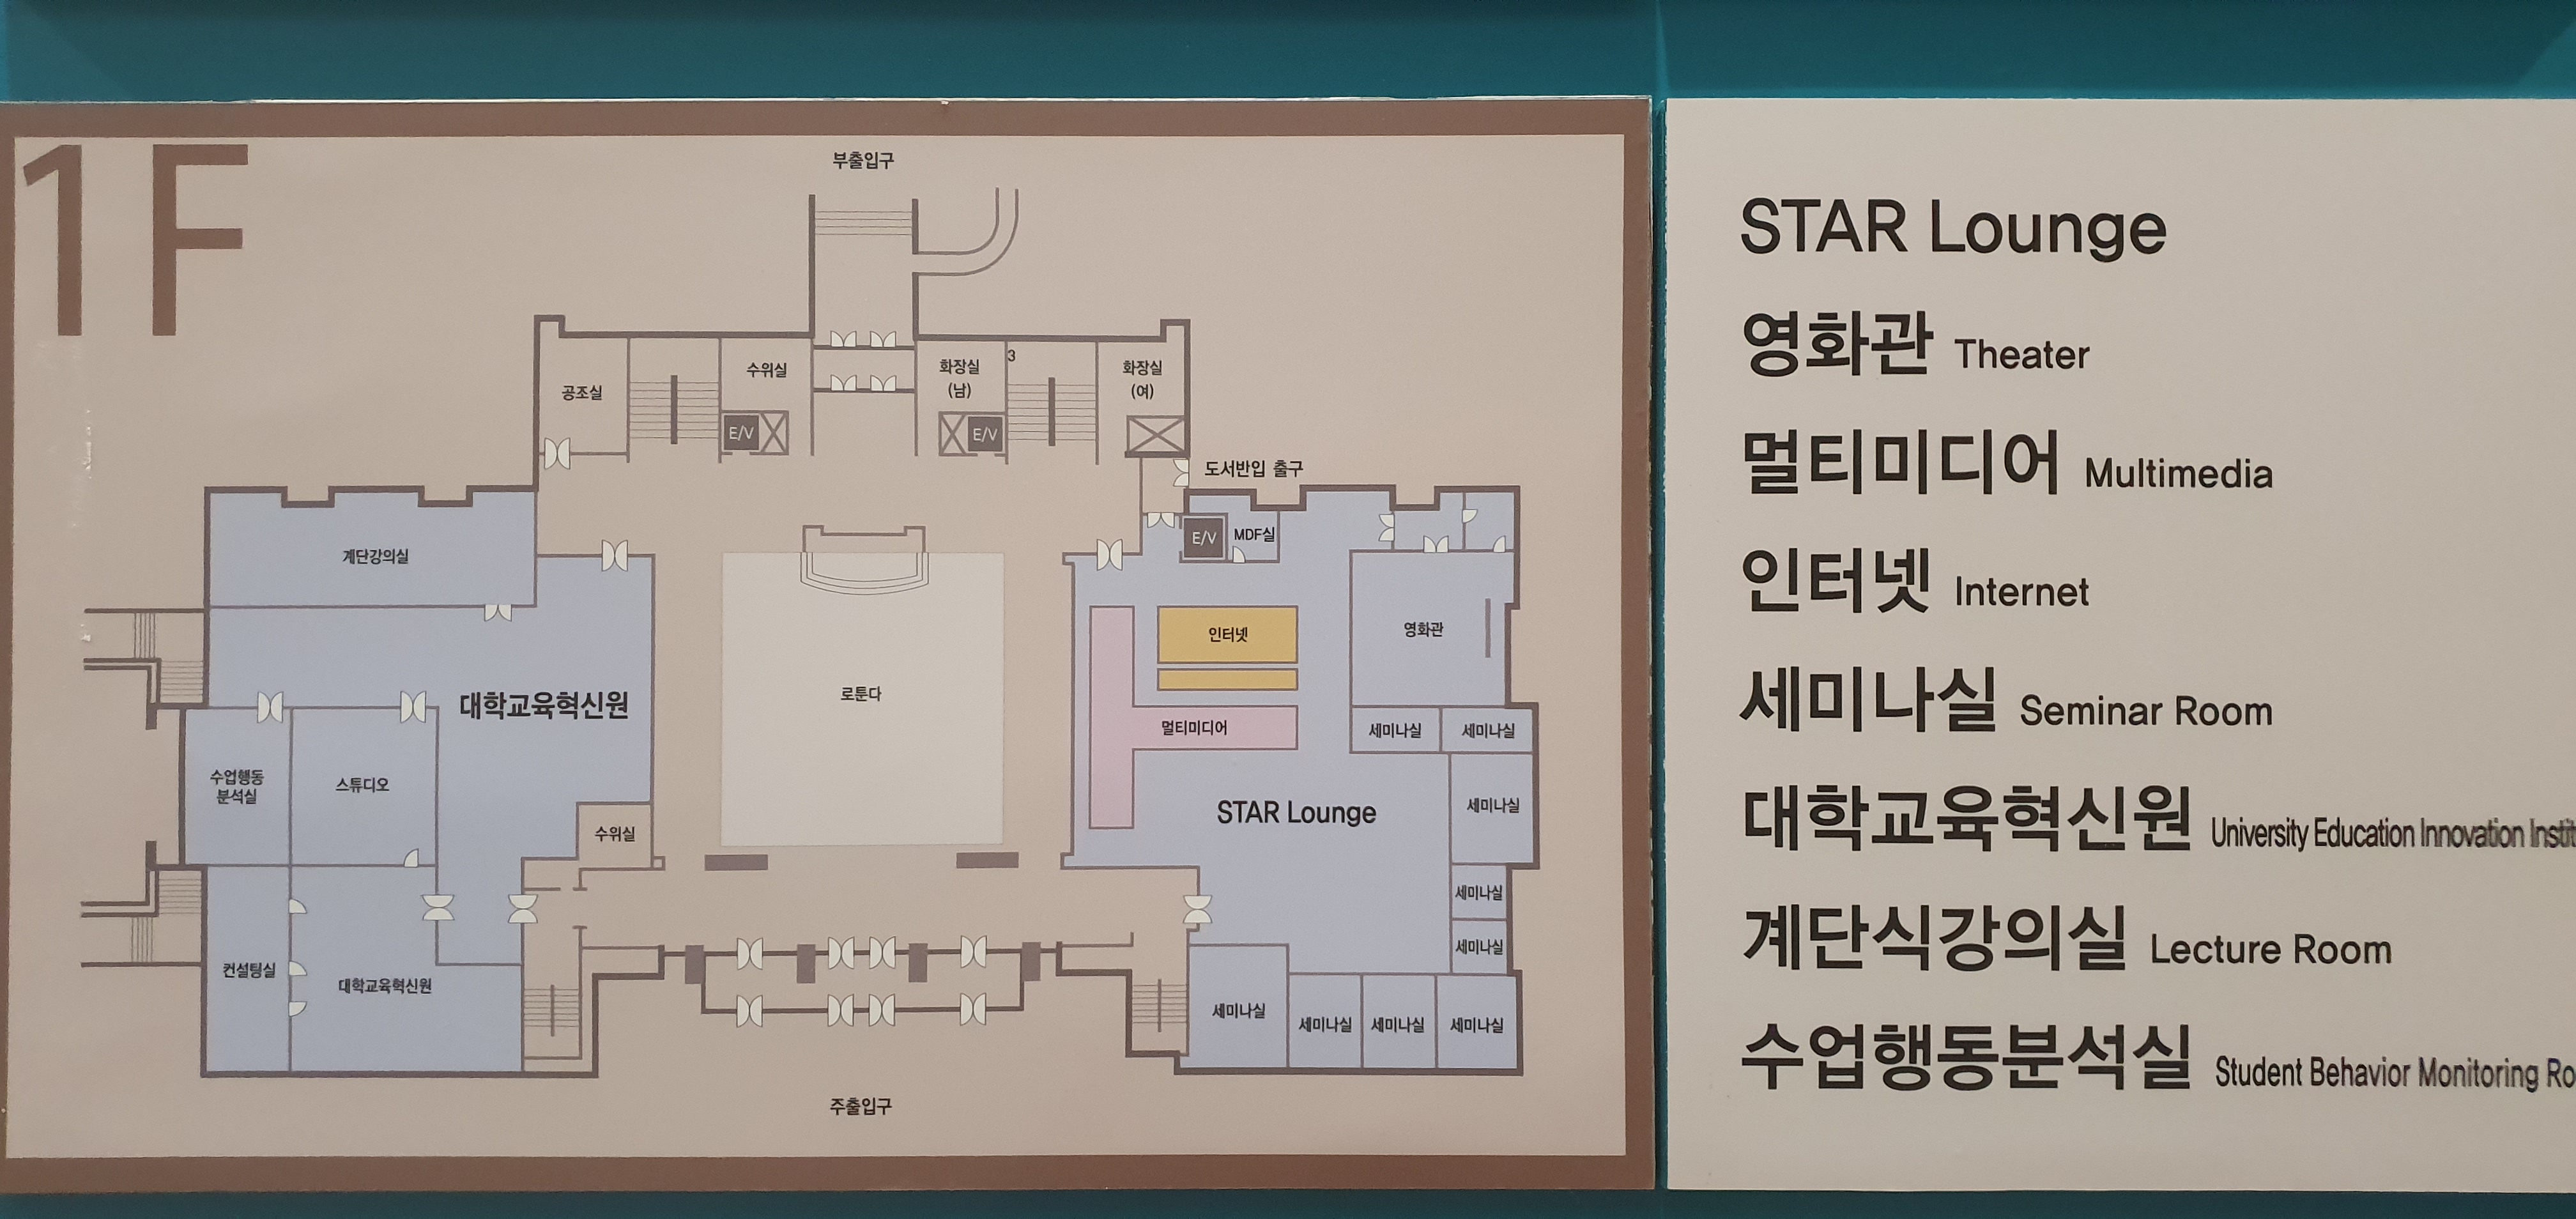 1F
부출입구
공조실
수위실
화장실
(남)
3
화장실
(여)
E/V
E/V
도서반입 출구
계단강의실
E/V
MDF실
인터넷
영화관
로툰다
대학교육혁신원
멀티미디어
세미나실
세미나실
수업행동
분석실
스튜디오
STAR Lounge
세미나실
수위실
세미나실
세미나실
컨설팅실
대학교육혁신원
세미나실
세미나실
세미나실
세미나실
주출입구
STAR Lounge
영화관 Theater
멀티미디어 Multimedia
인터넷 Internet
세미나실 Seminar Room
대학교육혁신원 University Education Innovation Instit
계단식강의실 Lecture Room
수업행동분석실 Student Behavior Monitoring Ro